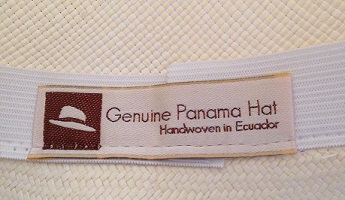 Genuine Panama Hat
Handwoven in Ecuador